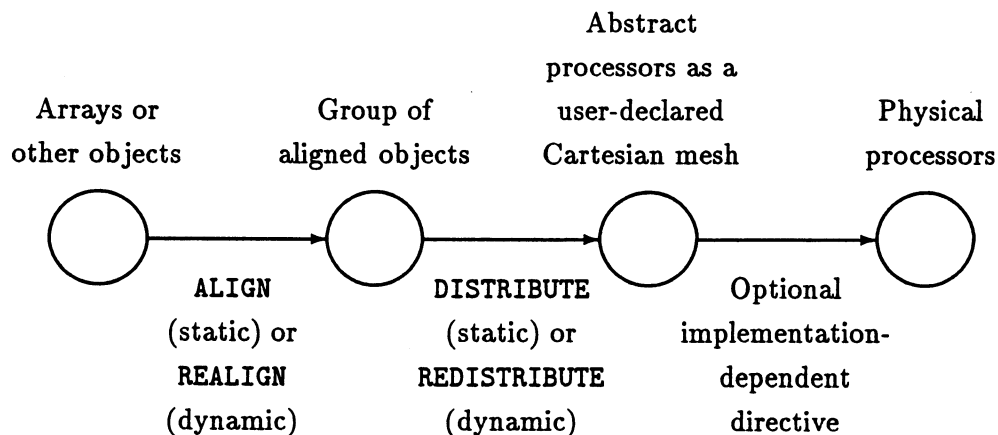 Arrays or
other objects
Group of
aligned objects
Abstract
processors as a
user-declared
Cartesian mesh
Physical
processors
ALIGN
(static) or
REALIGN
(dynamic)
DISTRIBUTE
(static) or
REDISTRIBUTE
(dynamic)
Optional
implementation-
dependent
directive